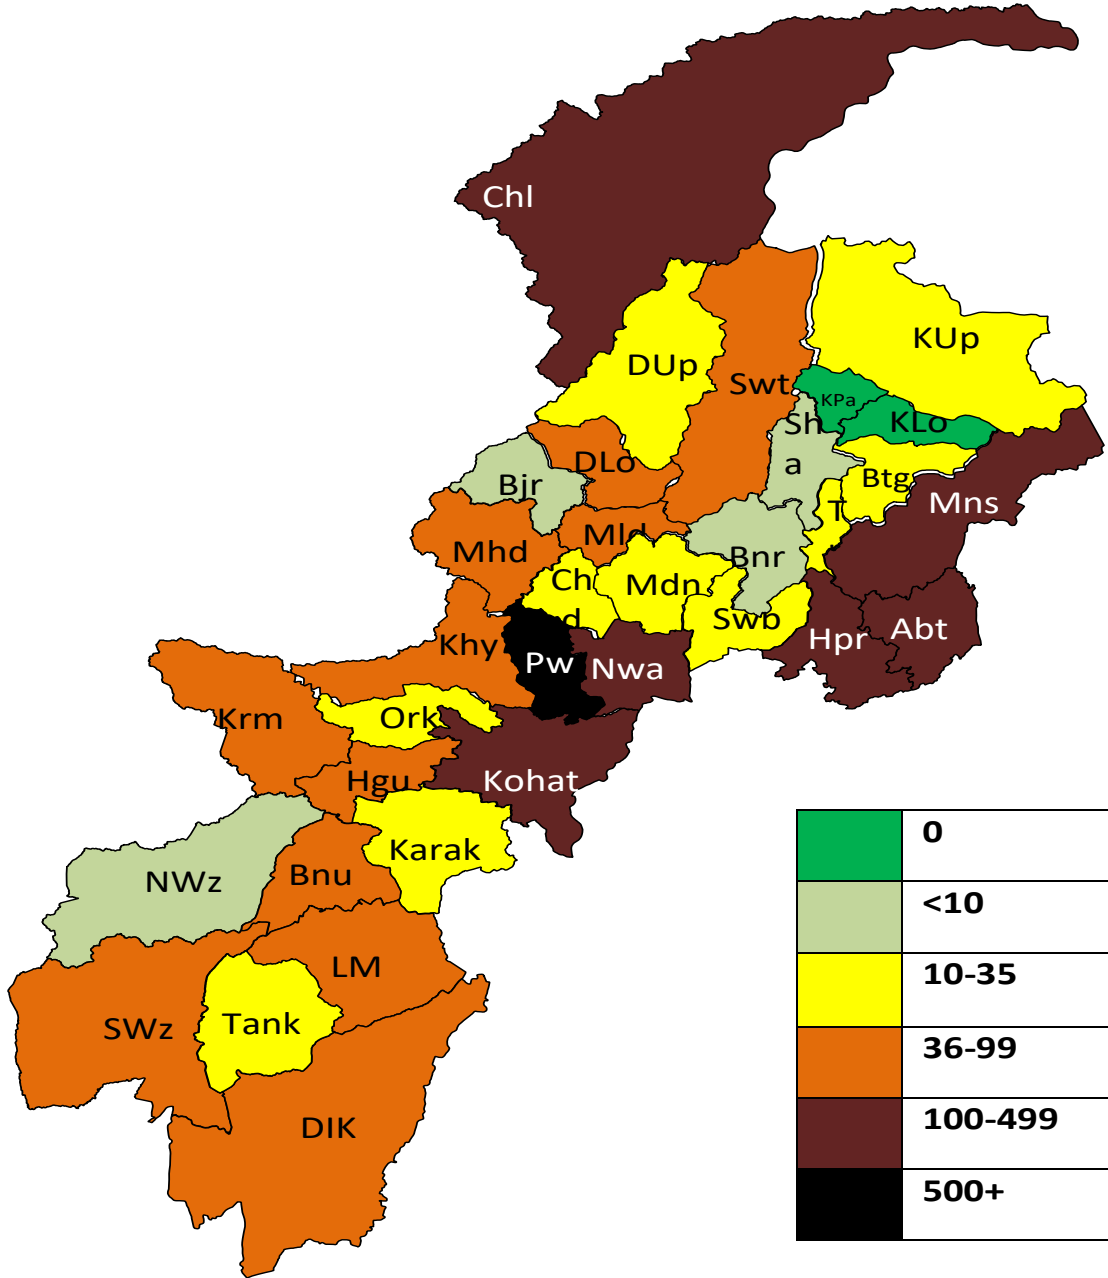 Chl
KUp
DUp
Swt
KPa
KLo
Sh
a
DLo
Btg
Bjr
Mns
T
Mld
Mhd
Bnr
Ch
d
Mdn
Swb
Abt
Hpr
Khy
Pw
Nwa
Krm
Ork
Hgu
Kohat
Karak
NWz
Bnu
LM
Tank
SWz
DIK
0
<10
10-35
36-99
100-499
500+